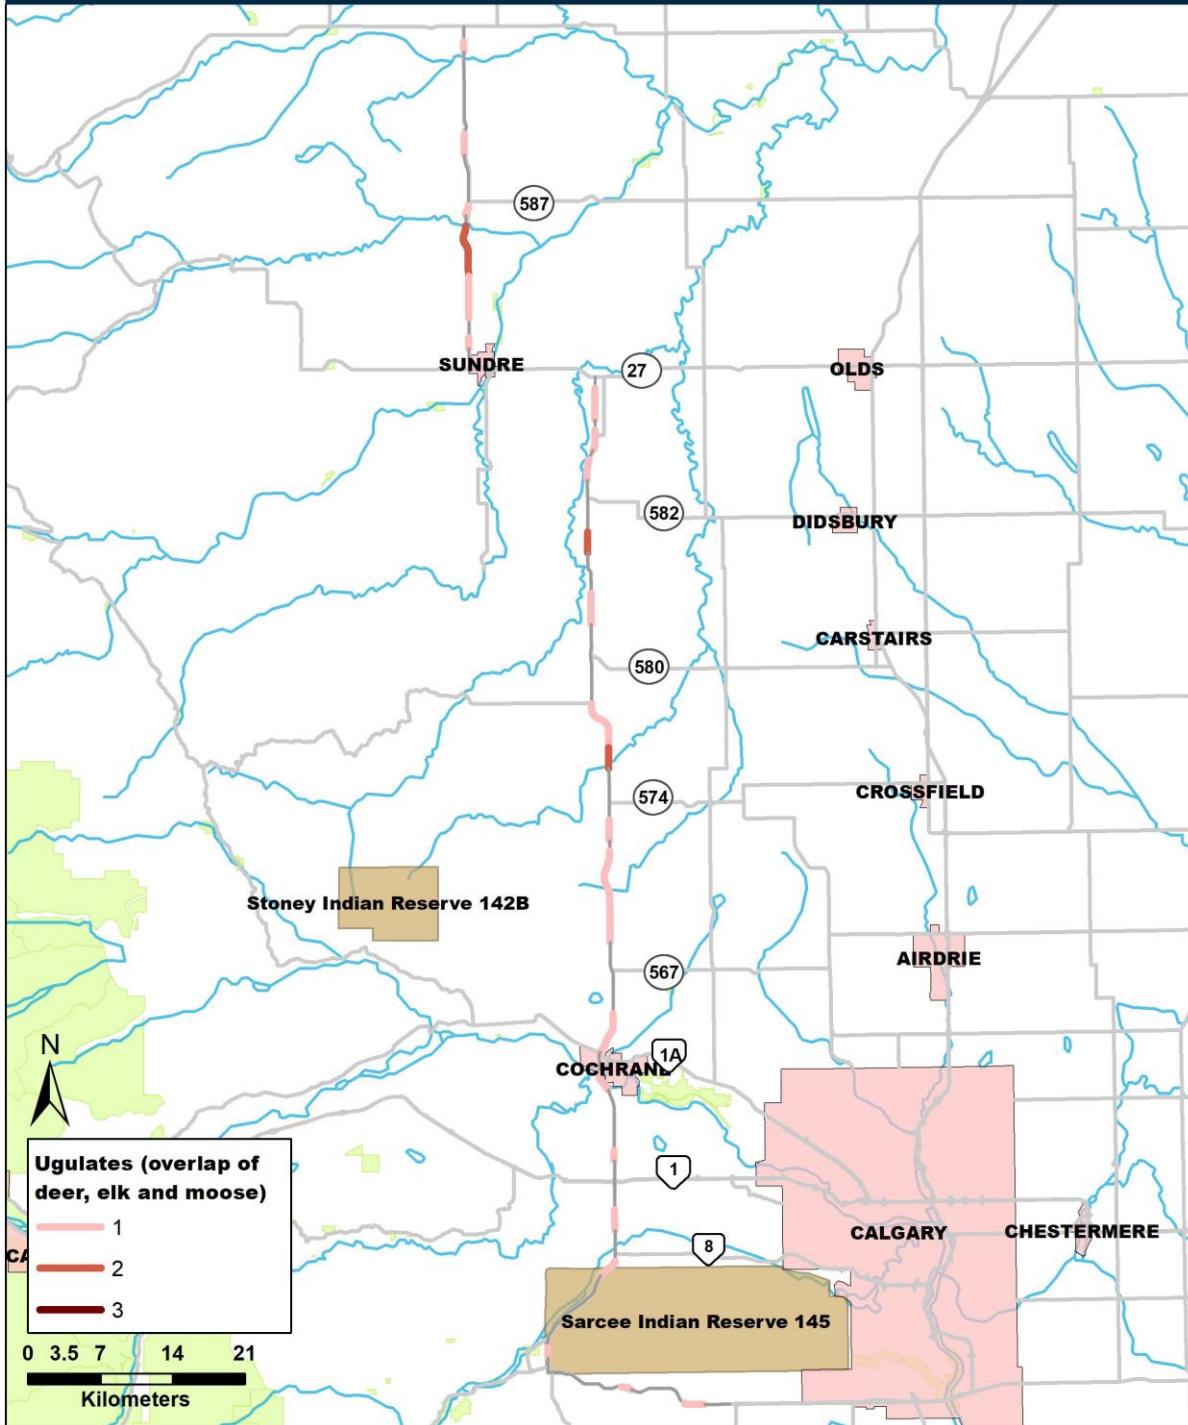 587
SUNDRE
27
OLDS
582
DIDSBURY
CARSTAIRS
580
574
CROSSFIELD
Stoney Indian Reserve 142B
567
AIRDRIE
N
COCHRANE
1A
Ugulates (overlap of
deer, elk and moose)
1
2
3
1
CALGARY
CHESTERMERE
8
CA
Sarcee Indian Reserve 145
0 3.5 7 14 21
Kilometers